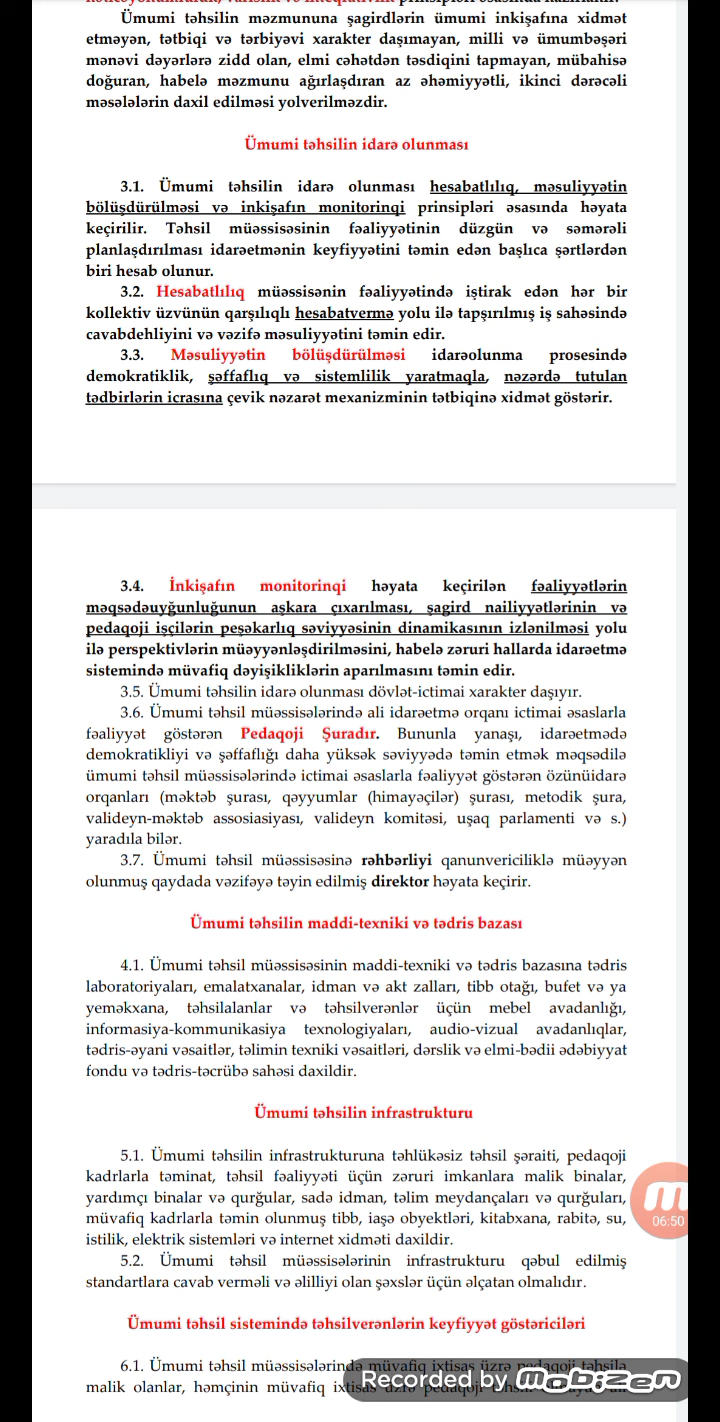 Ümumi təhsilin məzmununa şagirdlərin ümumi inkişafına xidmət
etməyən, tətbiqi və tərbiyəvi xarakter daşımayan, milli və ümumbəşəri
mənəvi dəyərlərə zidd olan, elmi cəhətdən təsdiqini tapmayan, mübahisə
doğuran, habelə məzmunu ağırlaşdıran az əhəmiyyətli, ikinci dərəcəli
məsələlərin daxil edilməsi yolverilməzdir.
Ümumi təhsilin idarə olunması
3.1. Ümumi təhsilin idarə olunması hesabatlılıq, məsuliyyətin
bölüşdürülməsi və inkişafın monitorinqi prinsipləri əsasında həyata
keçirilir. Təhsil müəssisəsinin fəaliyyətinin düzgün və səmərəli
planlaşdırılması idarəetmənin keyfiyyətini təmin edən başlıca şərtlərdən
biri hesab olunur.
3.2. Hesabatlılıq müəssisənin fəaliyyətində iştirak edən hər bir
kollektiv üzvünün qarşılıqlı hesabatvermə yolu ilə tapşırılmış iş sahəsində
cavabdehliyini və vəzifə məsuliyyətini təmin edir.
3.3. Məsuliyyətin bölüşdürülməsi idarəolunma prosesində
demokratiklik, şəffaflıq və sistemlilik yaratmaqla, nəzərdə tutulan
tədbirlərin icrasına çevik nəzarət mexanizminin tətbiqinə xidmət göstərir.
3.4. İnkişafın monitorinqi həyata keçirilən fəaliyyətlərin
məqsədəuyğunluğunun aşkara çıxarılması, şagird nailiyyətlərinin və
pedaqoji işçilərin peşəkarlıq səviyyəsinin dinamikasının izlənilməsi yolu
ilə perspektivlərin müəyyənləşdirilməsini, habelə zəruri hallarda idarəetmə
sistemində müvafiq dəyişikliklərin aparılmasını təmin edir.
3.5. Ümumi təhsilin idarə olunması dövlət-ictimai xarakter daşıyır.
3.6. Ümumi təhsil müəssisələrində ali idarəetmə orqanı ictimai əsaslarla
fəaliyyət göstərən Pedaqoji Şuradır. Bununla yanaşı, idarəetmədə
demokratikliyi və şəffaflığı daha yüksək səviyyədə təmin etmək məqsədilə
ümumi təhsil müəssisələrində ictimai əsaslarla fəaliyyət göstərən özünüidarə
orqanları (məktəb şurası, qəyyumlar (himayəçilər) şurası, metodik şura,
valideyn-məktəb assosiasiyası, valideyn komitəsi, uşaq parlamenti və s.)
yaradıla bilər.
3.7. Ümumi təhsil müəssisəsinə rəhbərliyi qanunvericiliklə müəyyən
olunmuş qaydada vəzifəyə təyin edilmiş direktor həyata keçirir.
Ümumi təhsilin maddi-texniki və tədris bazası
4.1. Ümumi təhsil müəssisəsinin maddi-texniki və tədris bazasına tədris
laboratoriyaları, emalatxanalar, idman və akt zalları, tibb otağı, bufet və ya
yeməkxana, təhsilalanlar və təhsilverənlər üçün mebel avadanlığı,
informasiya-kommunikasiya texnologiyaları, audio-vizual avadanlıqlar,
tədris-əyani vəsaitlər, təlimin texniki vəsaitləri, dərslik və elmi-bədii ədəbiyyat
fondu və tədris-təcrübə sahəsi daxildir.
Ümumi təhsilin infrastrukturu
5.1. Ümumi təhsilin infrastrukturuna təhlükəsiz təhsil şəraiti, pedaqoji
kadrlarla təminat, təhsil fəaliyyəti üçün zəruri imkanlara malik binalar,
yardımçı binalar və qurğular, sadə idman, təlim meydançaları və qurğuları,
müvafiq kadrlarla təmin olunmuş tibb, iaşə obyektləri, kitabxana, rabitə, su,
istilik, elektrik sistemləri və internet xidməti daxildir.
06:50
5.2. Ümumi təhsil müəssisələrinin infrastrukturu qəbul edilmiş
standartlara cavab verməli və əlilliyi olan şəxslər üçün əlçatan olmalıdır.
Ümumi təhsil sistemində təhsilverənlərin keyfiyyət göstəriciləri
6.1. Ümumi təhsil müəssisələrində müvafiq ixtisas üzrə pedaqoji təhsilə
malik olanlar, həmçinin müvafiq ixtisas üzrə pedaqoji
Recorded by mobizen